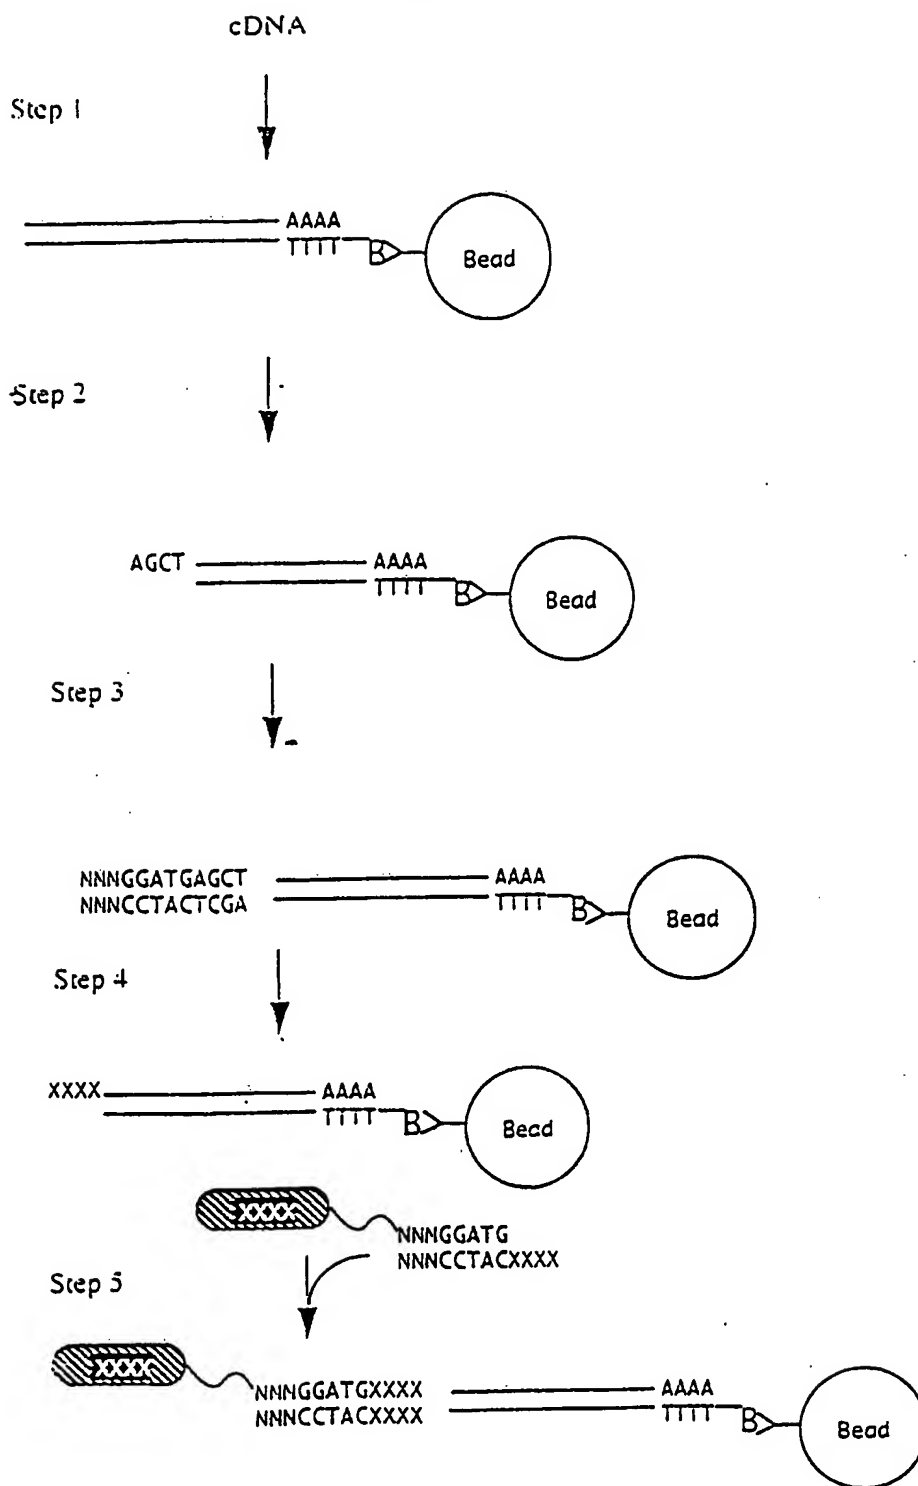 cDNA
Step 1
AAAA
TTTT
B
Bead
Step 2
AGCT
AAAA
TTTT
B
Bead
Step 3
NNNGGATGAGCT
NNNCCTACTCGA
AAAA
TTTT
B
Bead
Step 4
XXXX
AAAA
TTTT
B
Bead
XXXX
NNNGGATG
NNNCCTACXXXX
Step 5
XXXX
NNNGGATGXXXX
NNNCCTACXXXX
AAAA
TTTT
B
Bead